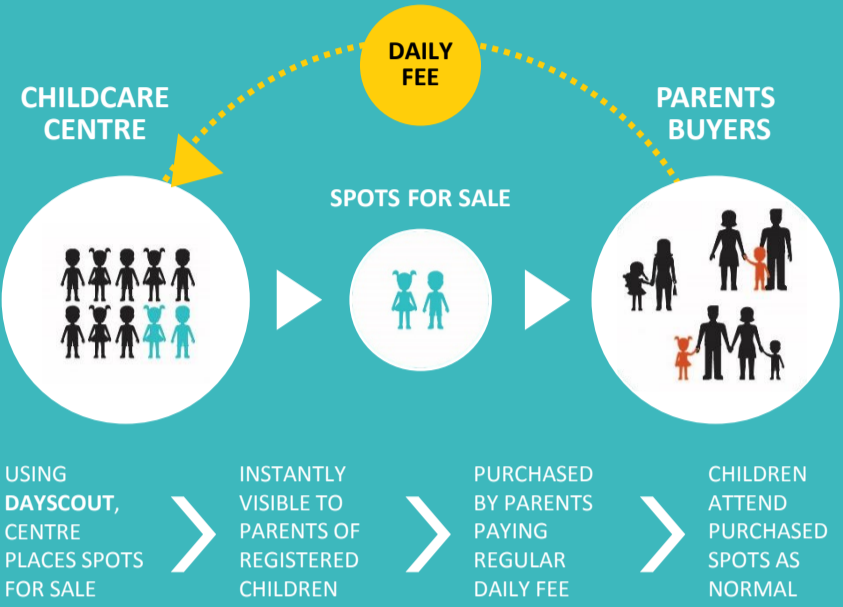 DAILY
FEE
CHILDCARE
CENTRE
PARENTS
BUYERS
SPOTS FOR SALE
USING
DAYSCOUT,
CENTRE
PLACES SPOTS
FOR SALE
INSTANTLY
VISIBLE TO
PARENTS OF
REGISTERED
CHILDREN
PURCHASED
BY PARENTS
PAYING
REGULAR
DAILY FEE
CHILDREN
ATTEND
PURCHASED
SPOTS AS
NORMAL